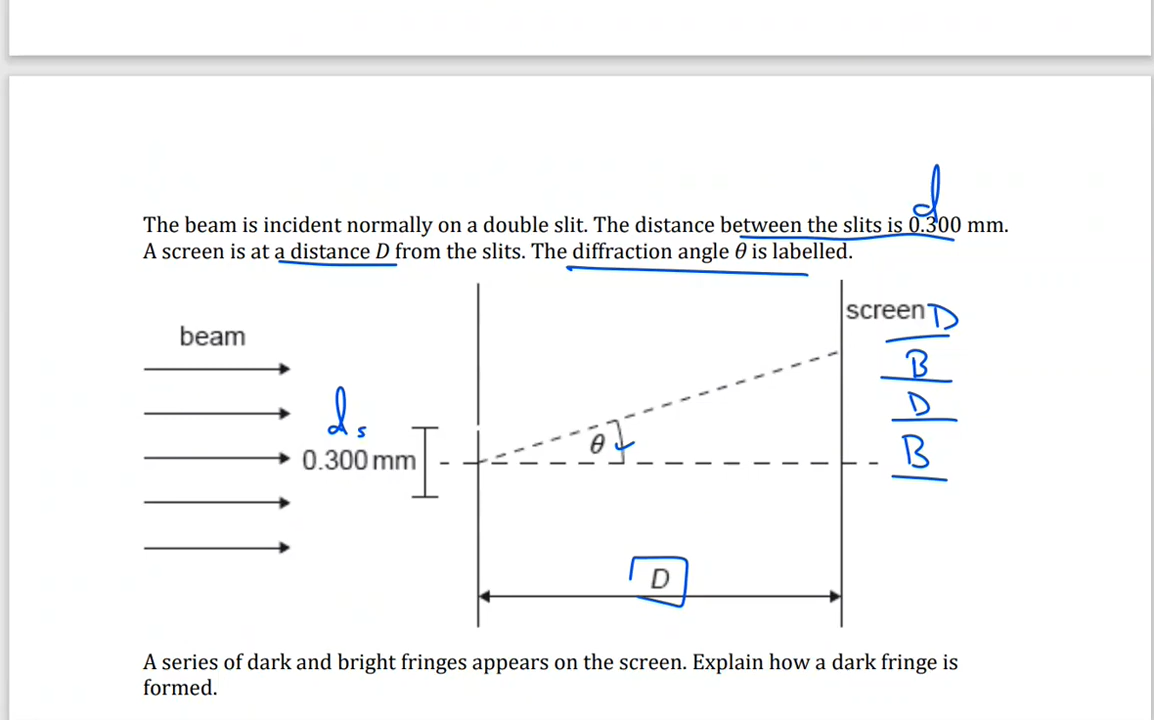 d
The beam is incident normally on a double slit. The distance between the slits is 0.300 mm.
A screen is at a distance D from the slits. The diffraction angle θ is labelled.
screen D
beam
B
D
ds
θ
0.300 mm
B
D
A series of dark and bright fringes appears on the screen. Explain how a dark fringe is
formed.